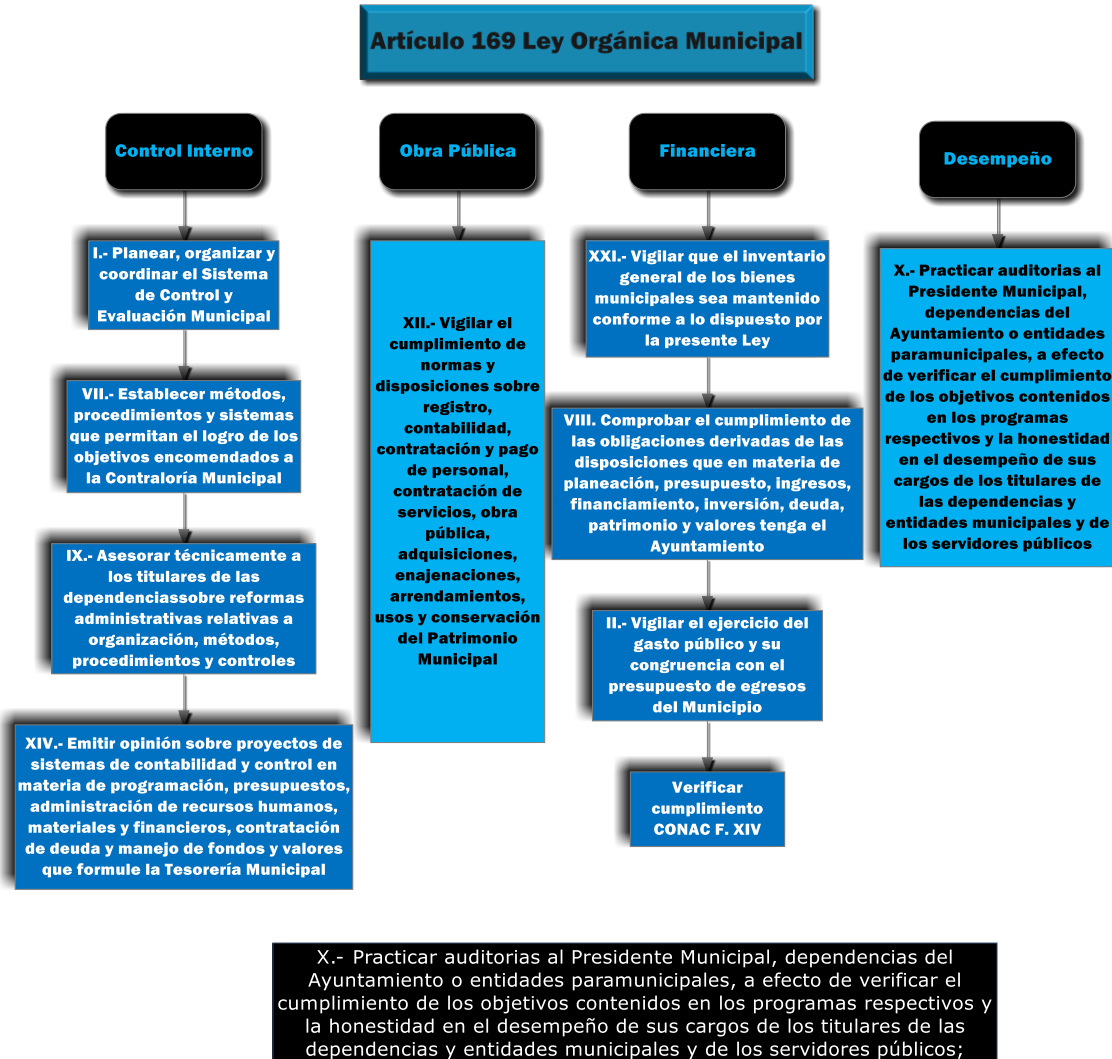 Artículo 169 Ley Orgánica Municipal
Control Interno
I.- Planear, organizar y
coordinar el Sistema
de Control y
Evaluación Municipal
VII.- Establecer métodos,
procedimientos y sistemas
que permitan el logro de los
objetivos encomendados a
la Contraloría Municipal
IX.- Asesorar técnicamente a
los titulares de las
dependenciassobre reformas
administrativas relativas a
organización, métodos,
procedimientos y controles
XIV.- Emitir opinión sobre proyectos de
sistemas de contabilidad y control en
materia de programación, presupuestos,
administración de recursos humanos,
materiales y financieros, contratación
de deuda y manejo de fondos y valores
que formule la Tesorería Municipal
Obra Pública
XII.- Vigilar el
cumplimiento de
normas y
disposiciones sobre
registro,
contabilidad,
contratación y pago
de personal,
contratación de
servicios, obra
pública,
adquisiciones,
enajenaciones,
arrendamientos,
usos y conservación
del Patrimonio
Municipal
Financiera
XXI.- Vigilar que el inventario
general de los bienes
municipales sea mantenido
conforme a lo dispuesto por
la presente Ley
VIII. Comprobar el cumplimiento de
las obligaciones derivadas de las
disposiciones que en materia de
planeación, presupuesto, ingresos,
financiamiento, inversión, deuda,
patrimonio y valores tenga el
Ayuntamiento
II.- Vigilar el ejercicio del
gasto público y su
congruencia con el
presupuesto de egresos
del Municipio
Verificar
cumplimiento
CONAC F. XIV
Desempeño
X.- Practicar auditorias al
Presidente Municipal,
dependencias del
Ayuntamiento o entidades
paramunicipales, a efecto
de verificar el cumplimiento
de los objetivos contenidos
en los programas
respectivos y la honestidad
en el desempeño de sus
cargos de los titulares de
las dependencias y
entidades municipales y de
los servidores públicos
X.- Practicar auditorias al Presidente Municipal, dependencias del
Ayuntamiento o entidades paramunicipales, a efecto de verificar el
cumplimiento de los objetivos contenidos en los programas respectivos y
la honestidad en el desempeño de sus cargos de los titulares de las
dependencias y entidades municipales y de los servidores públicos;